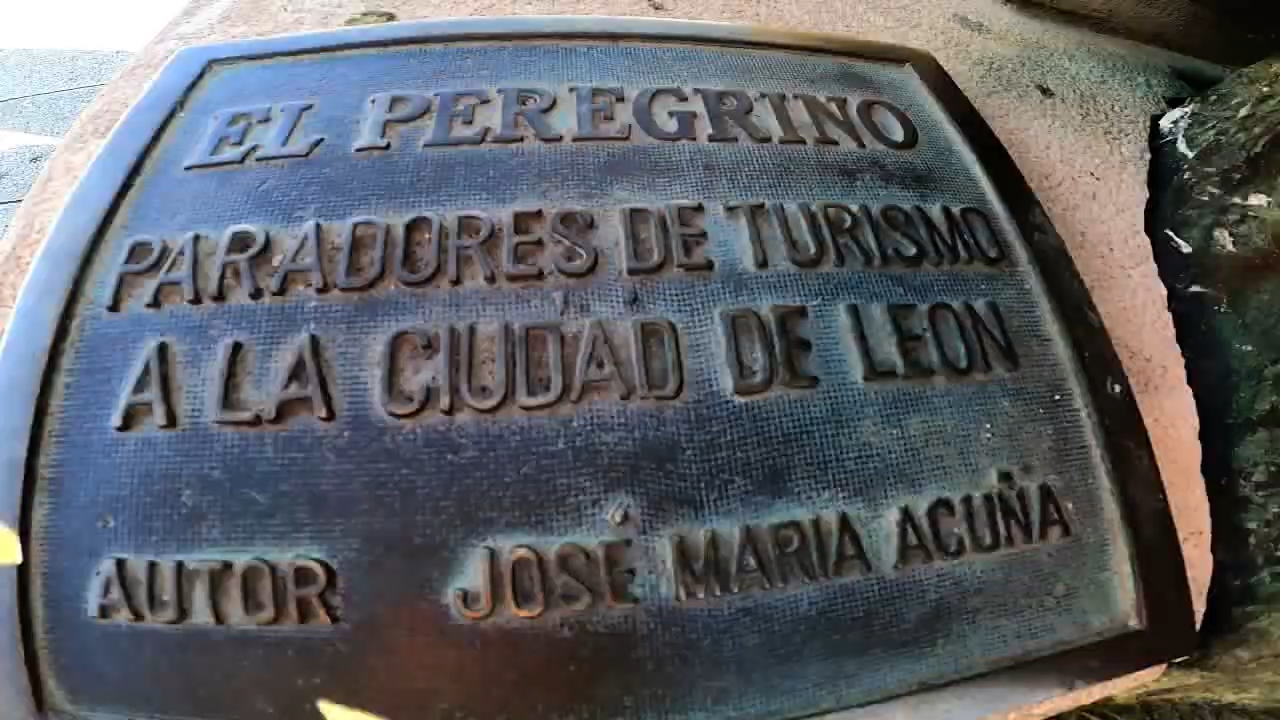 EL PEREGRINO
PARADORES DE TURISMO
A LA CIUDAD DE LEON
AUTOR JOSÉ MARIA ACUÑA